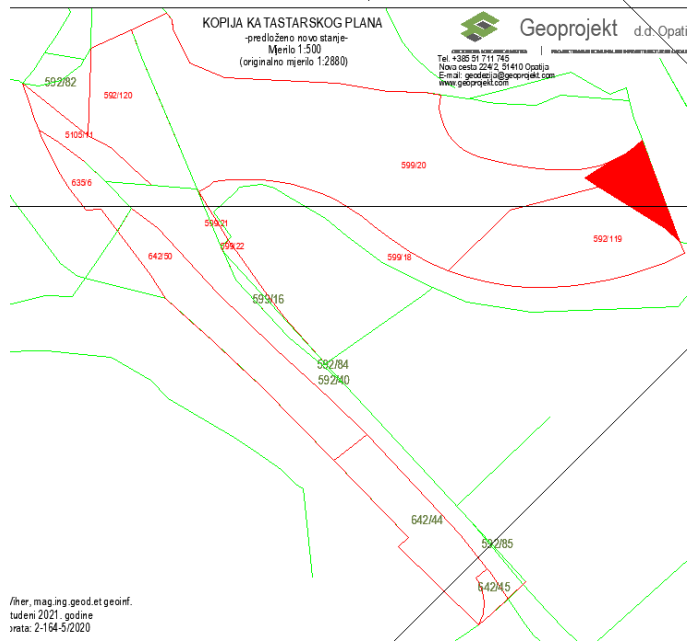 KOPIJA KATASTARSKOG PLANA
-predloženo novo stanje-
Mjerilo 1:500
(originalno mjerilo 1:2880)
Geoprojekt d.d. Opati
Tel. +385 51 711 745
Nova cesta 224/2, 51410 Opatija
E-mail: geodezija@geoprojekt.com
www.geoprojekt.com
592/82
592/120
5105/11
635/6
599/20
599/21
599/22
599/18
592/119
642/50
599/16
592/84
592/40
642/44
592/85
642/45
mag.ing.geod.et geoinf.
tudeni 2021. godine
orata: 2-164-5/2020